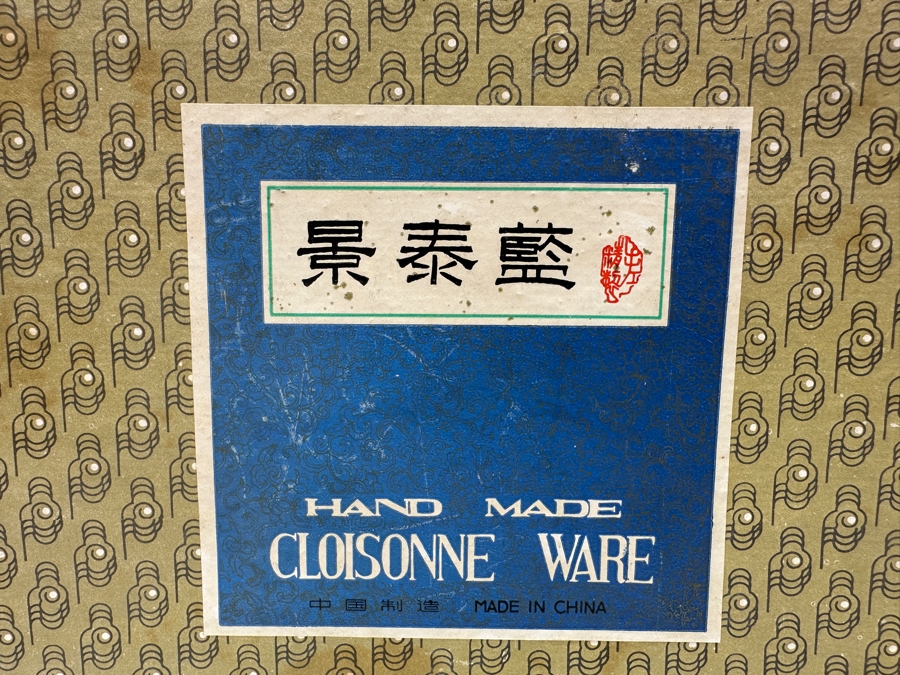 景泰藍
HAND MADE
CLOISONNE WARE
中国制造 MADE IN CHINA